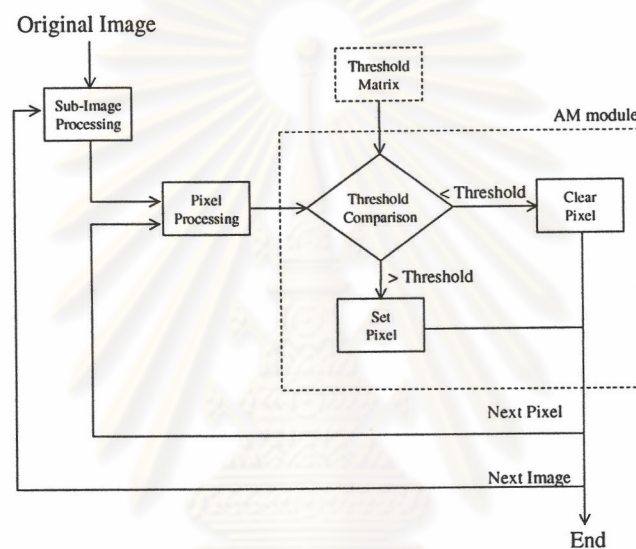 Original Image
Threshold
Matrix
Sub-Image
Processing
AM module
Pixel
Processing
Threshold
Comparison
< Threshold
Clear
Pixel
> Threshold
Set
Pixel
Next Pixel
Next Image
End